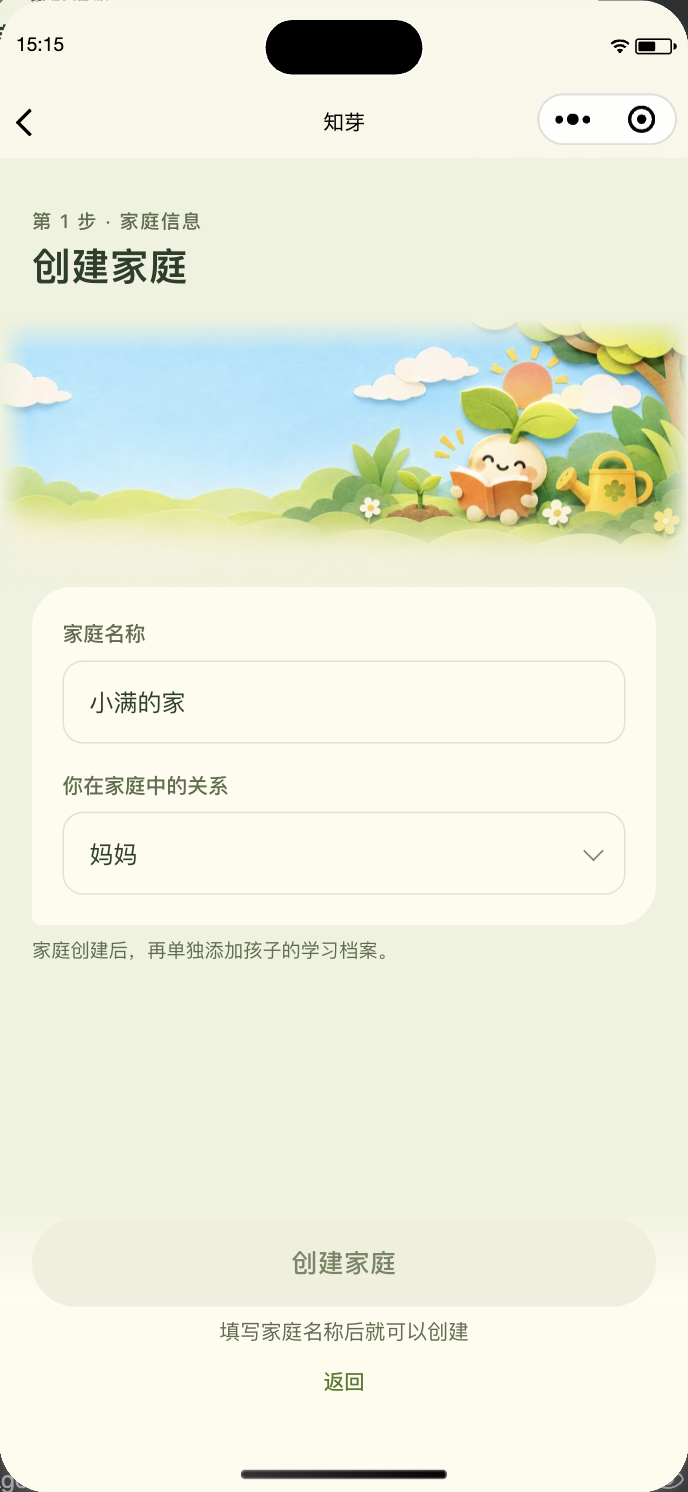 15:15
知芽
第 1 步 · 家庭信息
创建家庭
家庭名称
小满的家
你在家庭中的关系
妈妈
家庭创建后，再单独添加孩子的学习档案。
创建家庭
填写家庭名称后就可以创建
返回